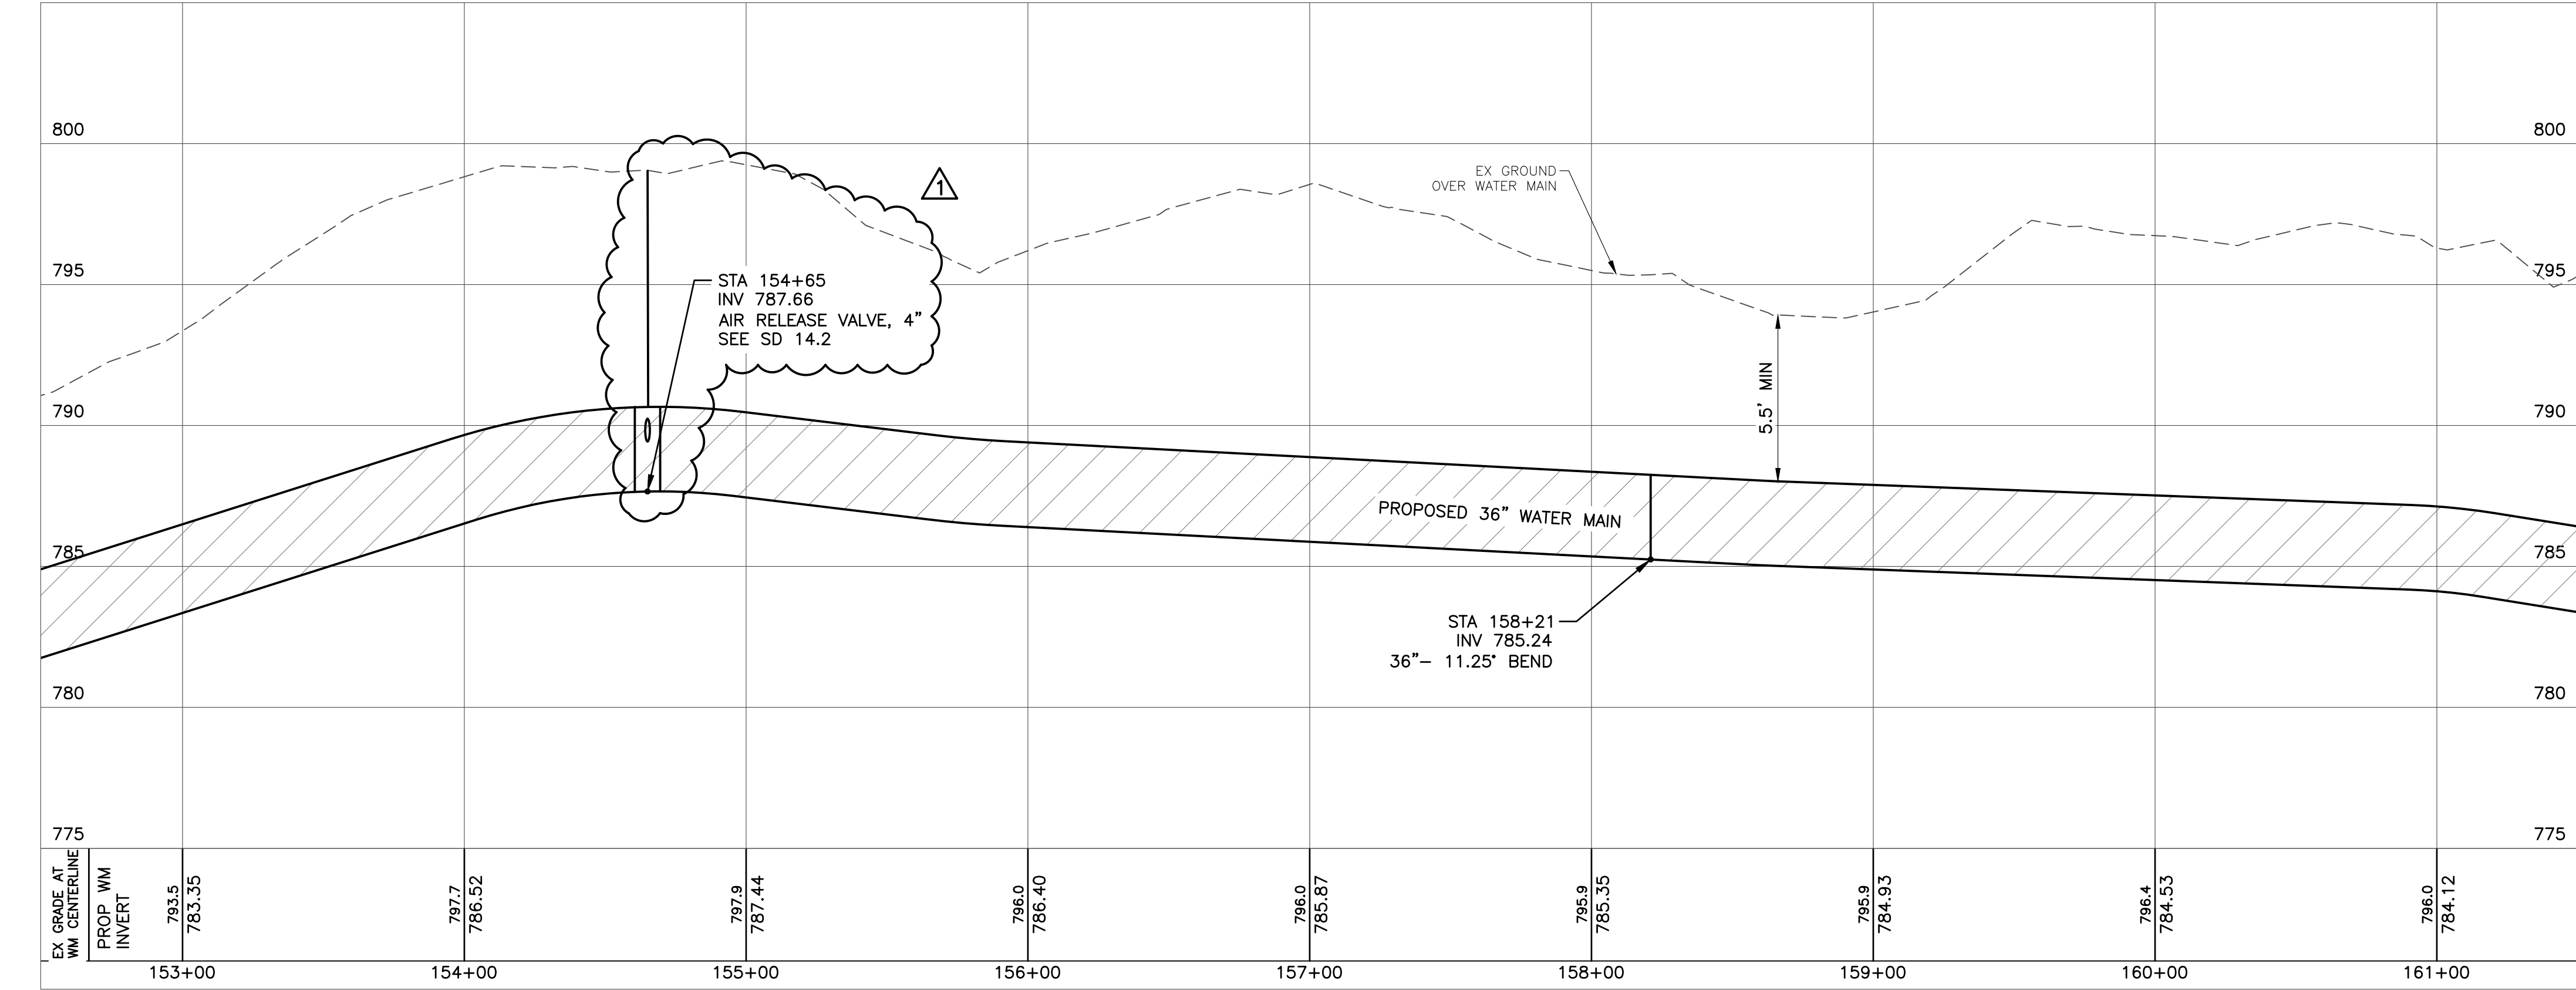 800
800
1
EX GROUND
OVER WATER MAIN
795
795
STA 154+65
INV 787.66
AIR RELEASE VALVE, 4”
SEE SD 14.2
5.5' MIN
790
790
PROPOSED 36” WATER MAIN
785
785
STA 158+21
INV 785.24
36”– 11.25° BEND
780
780
775
775
EX GRADE AT
WM CENTERLINE
PROP WM
INVERT
793.5
783.35
797.7
786.52
797.9
787.44
796.0
786.40
796.0
785.87
795.9
785.35
795.9
784.93
796.4
784.53
796.0
784.12
153+00
154+00
155+00
156+00
157+00
158+00
159+00
160+00
161+00